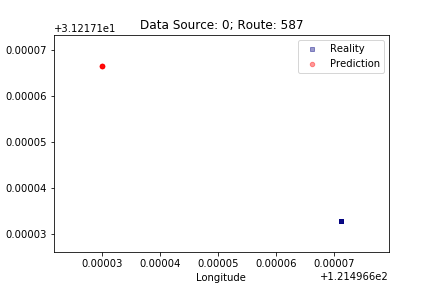 Data Source: 0; Route: 587
+3.12171e1
0.00007
0.00006
0.00005
0.00004
0.00003
Reality
Prediction
0.00003 0.00004 0.00005 0.00006 0.00007
Longitude
+1.214966e2